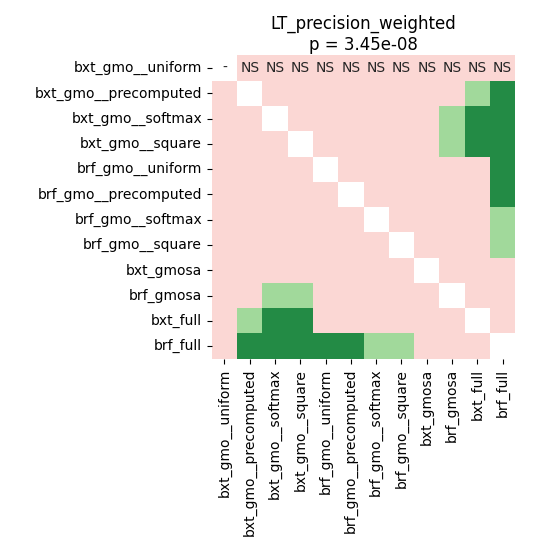 LT_precision_weighted
p = 3.45e-08
bxt_gmo__uniform - NS NS NS NS NS NS NS NS NS NS NS
bxt_gmo__precomputed
bxt_gmo__softmax
bxt_gmo__square
brf_gmo__uniform
brf_gmo__precomputed
brf_gmo__softmax
brf_gmo__square
bxt_gmosa
brf_gmosa
bxt_full
brf_full
bxt_gmo__uniform
bxt_gmo__precomputed
bxt_gmo__softmax
bxt_gmo__square
brf_gmo__uniform
brf_gmo__precomputed
brf_gmo__softmax
brf_gmo__square
bxt_gmosa
brf_gmosa
bxt_full
brf_full